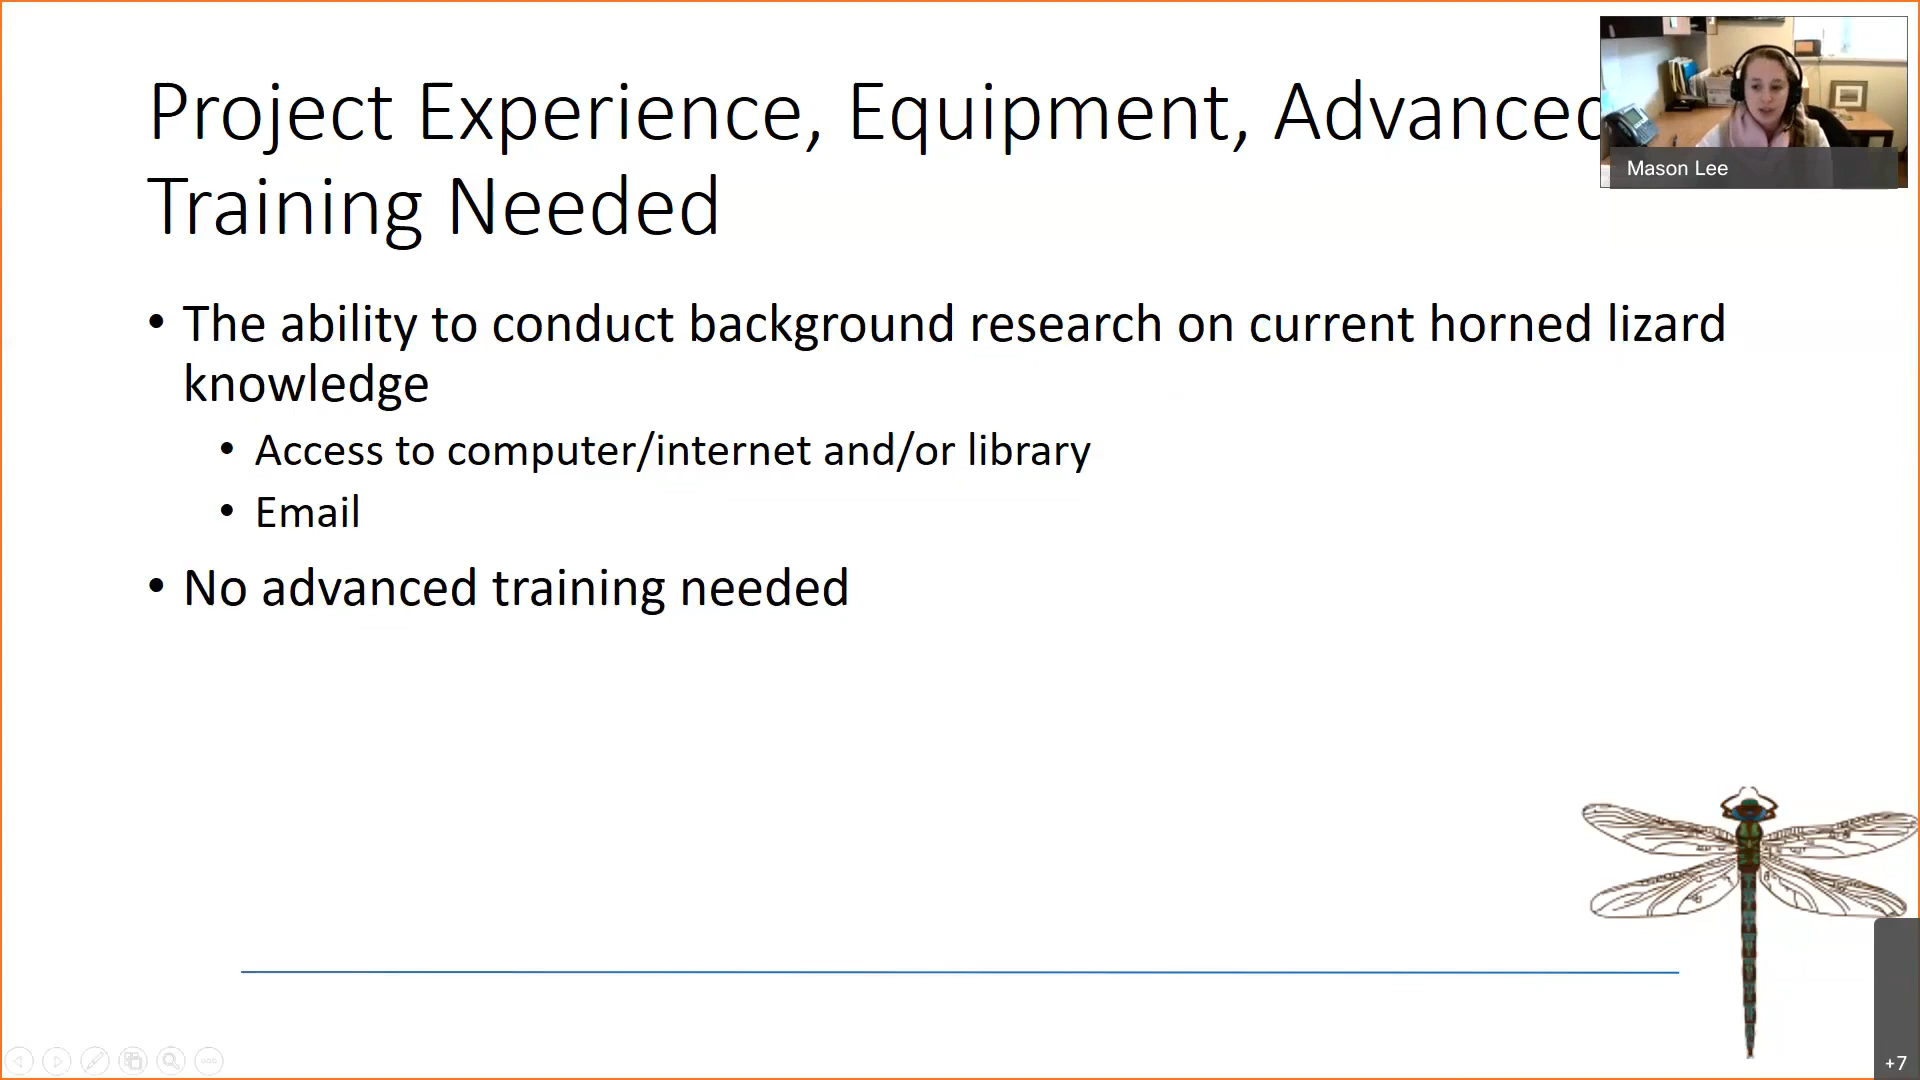 Project Experience, Equipment, Advanced
Training Needed
Mason Lee
• The ability to conduct background research on current horned lizard
knowledge
• Access to computer/internet and/or library
• Email
• No advanced training needed
+7